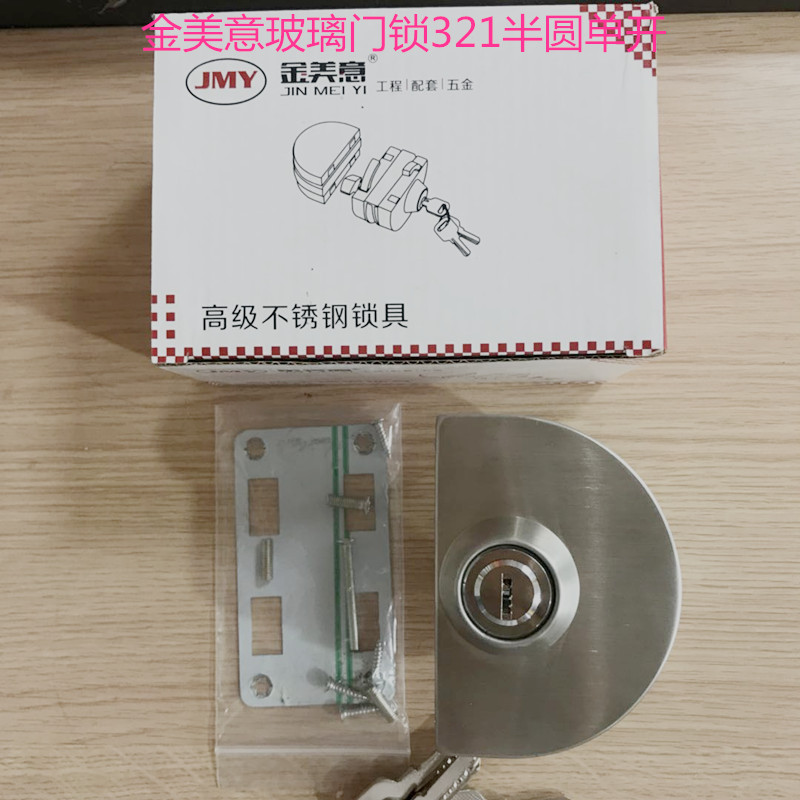 金美意玻璃门锁321半圆单开
JMY 金美意®
JIN MEI YI 工程|配套|五金
高级不锈钢锁具
JMY